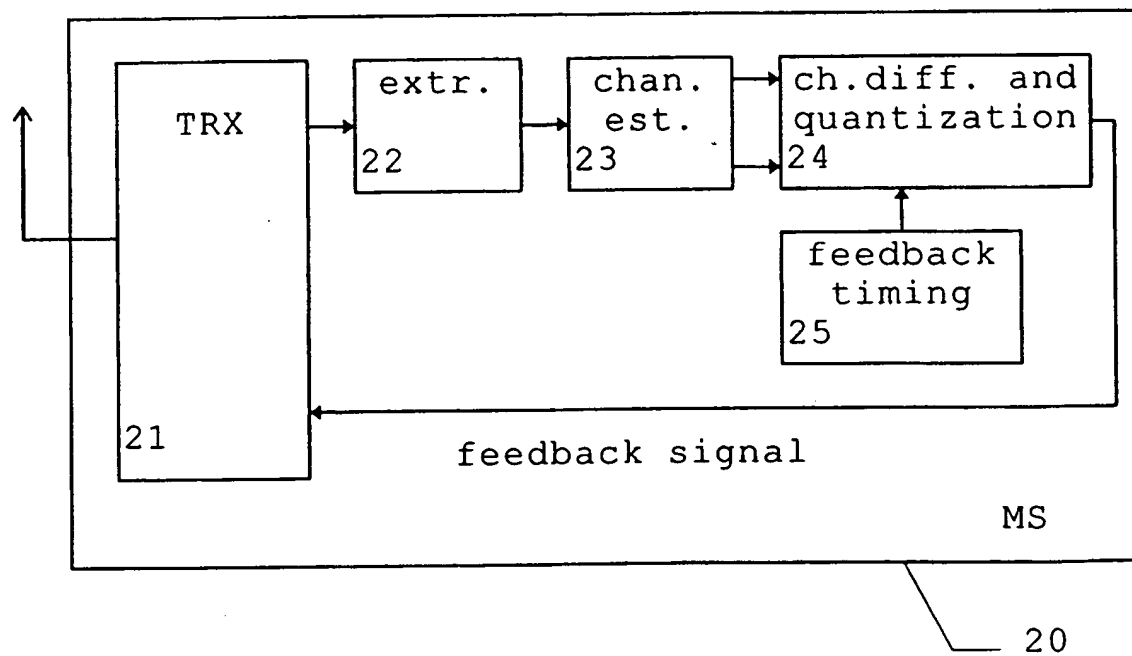 TRX
21
extr.
22
chan.
est.
23
ch.diff. and
quantization
24
feedback
timing
25
feedback signal
MS
20